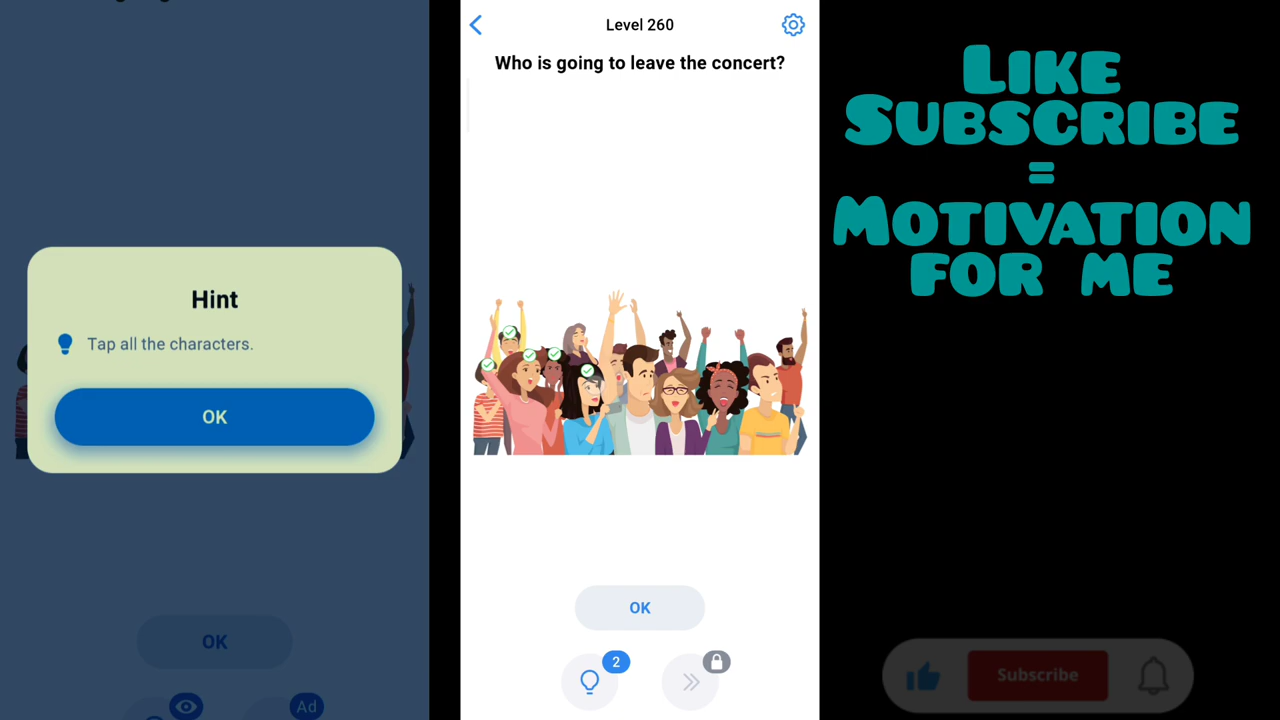 Hint
Tap all the characters.
OK
OK
Ad
Level 260
Who is going to leave the concert?
OK
2
LIKE
SUBSCRIBE
=
MOTIVATION
FOR ME
Subscribe